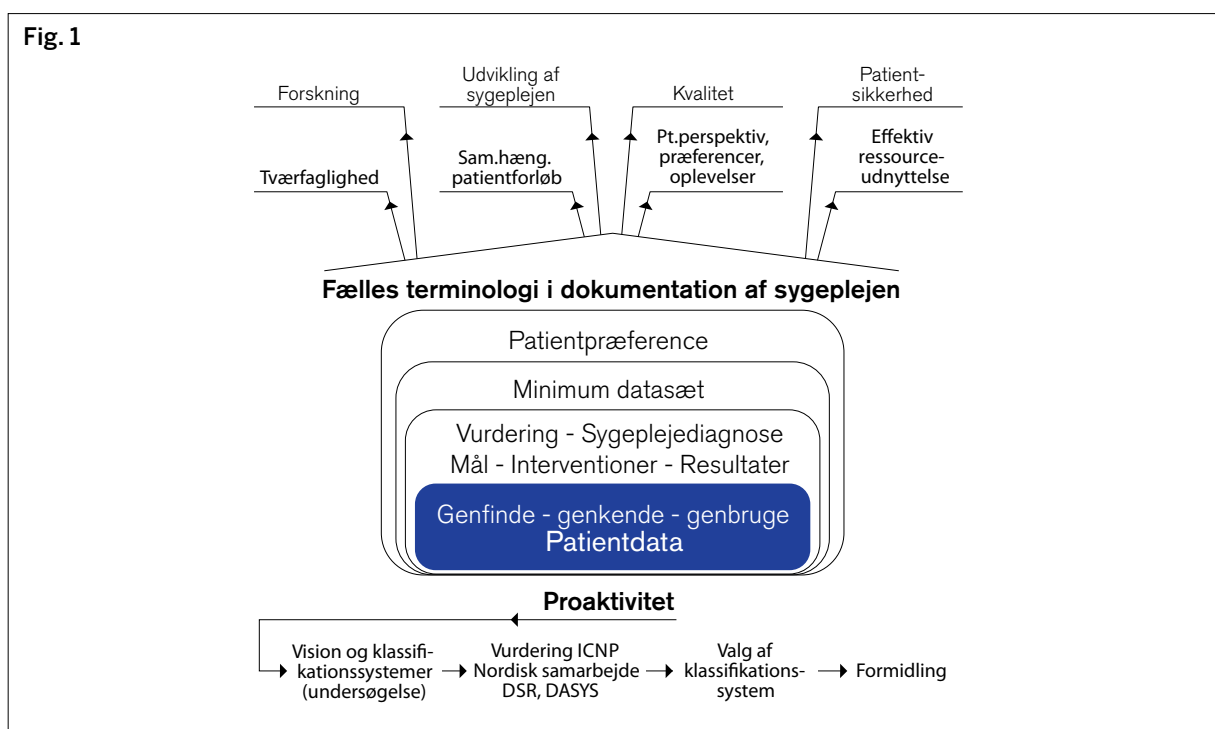 Fig. 1
Forskning
Udvikling af
sygeplejen
Kvalitet
Patient-
sikkerhed
Tværfaglighed
Sam.hæng.
patientforløb
Pt.perspektiv,
præferencer,
oplevelser
Effektiv
ressource-
udnyttelse
Fælles terminologi i dokumentation af sygeplejen
Patientpræference
Minimum datasæt
Vurdering - Sygeplejediagnose
Mål - Interventioner - Resultater
Genfinde - genkende - genbruge
Patientdata
Proaktivitet
Vision og klassifi-
kationssystemer
(undersøgelse)
Vurdering ICNP
Nordisk samarbejde
DSR, DASYS
Valg af
klassifikations-
system
Formidling